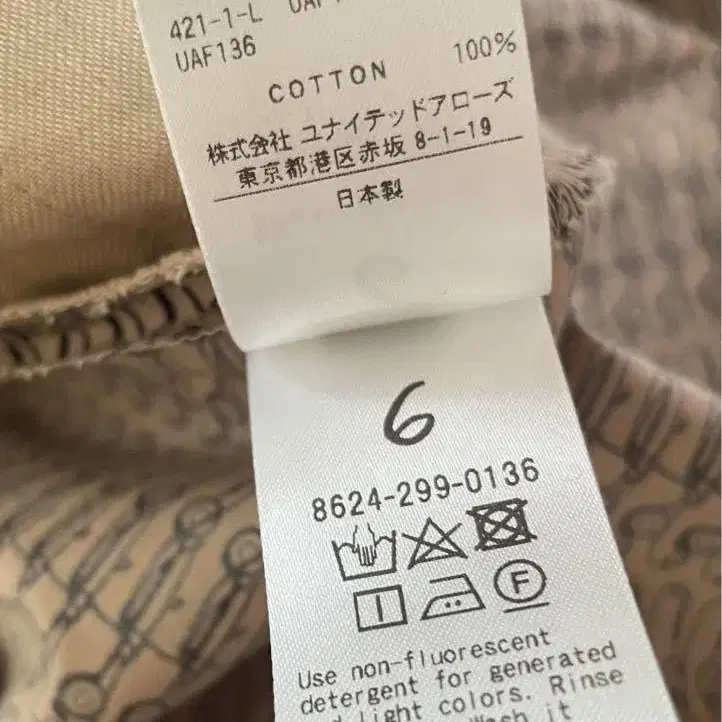 421-1-L
UAF136
COTTON 100%
株式会社 ユナイテッドアローズ
東京都港区赤坂 8-1-19
日本製
6
8624-299-0136
F
Use non-fluorescent
detergent for generated
light colors. Rinse
it